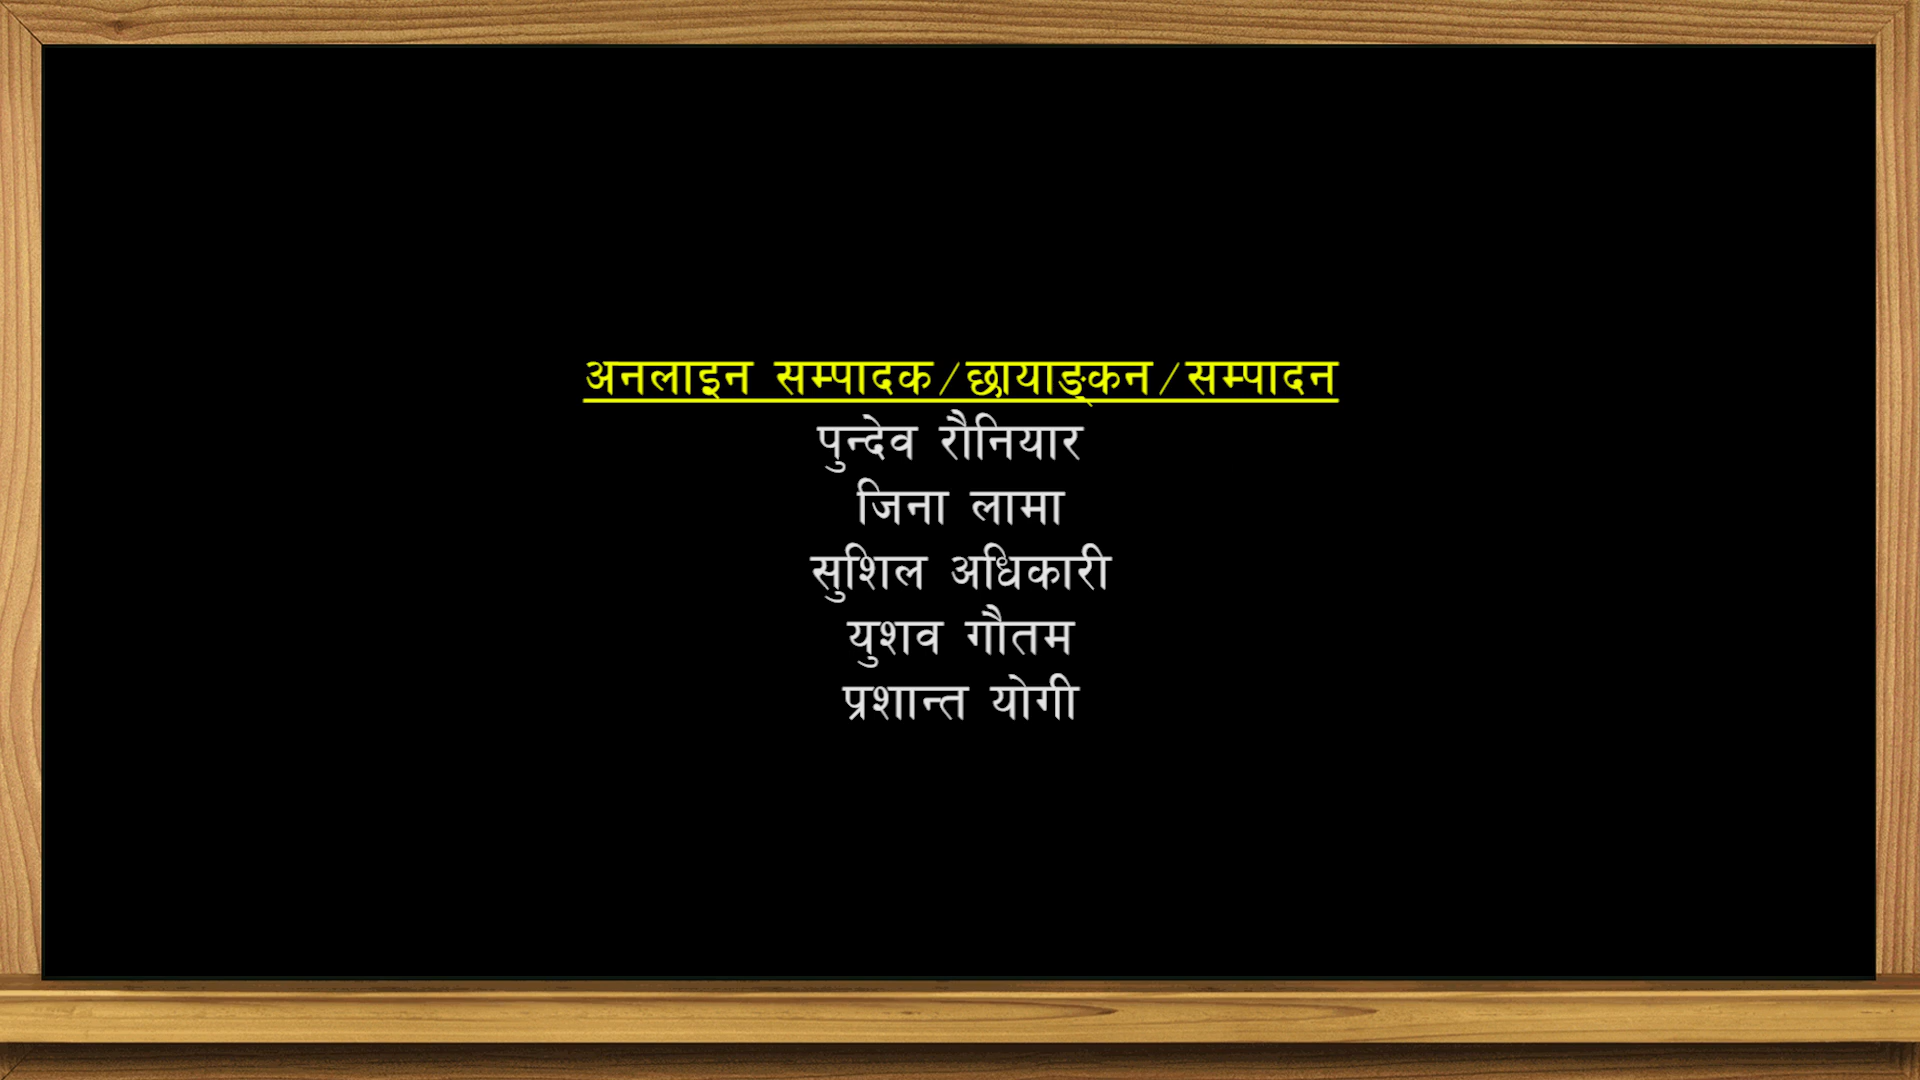 अनलाइन सम्पादक/छायाङ्कन/सम्पादन
पुन्देव रौनियार
जिना लामा
सुशिल अधिकारी
युशव गौतम
प्रशान्त योगी